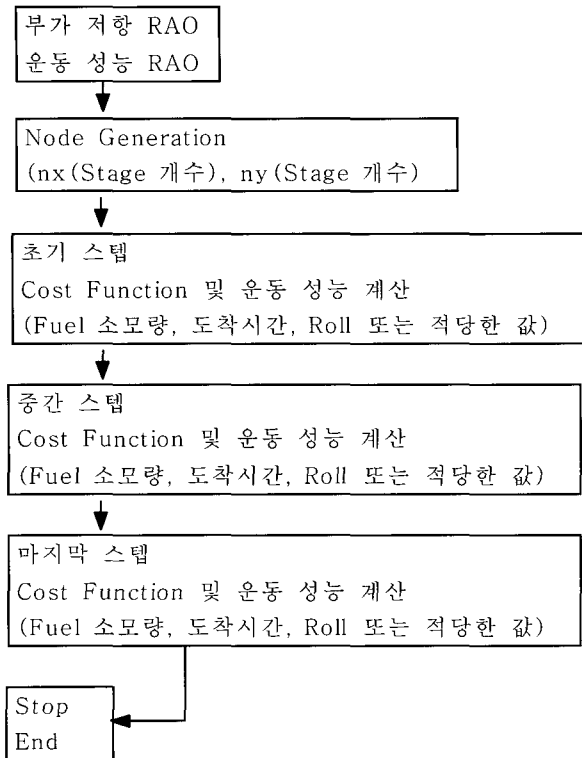 부가 저항 RAO
운동 성능 RAO
Node Generation
(nx(Stage 개수), ny(Stage 개수)
초기 스텝
Cost Function 및 운동 성능 계산
(Fuel 소모량, 도착시간, Roll 또는 적당한 값)
중간 스텝
Cost Function 및 운동 성능 계산
(Fuel 소모량, 도착시간, Roll 또는 적당한 값)
마지막 스텝
Cost Function 및 운동 성능 계산
(Fuel 소모량, 도착시간, Roll 또는 적당한 값)
Stop
End